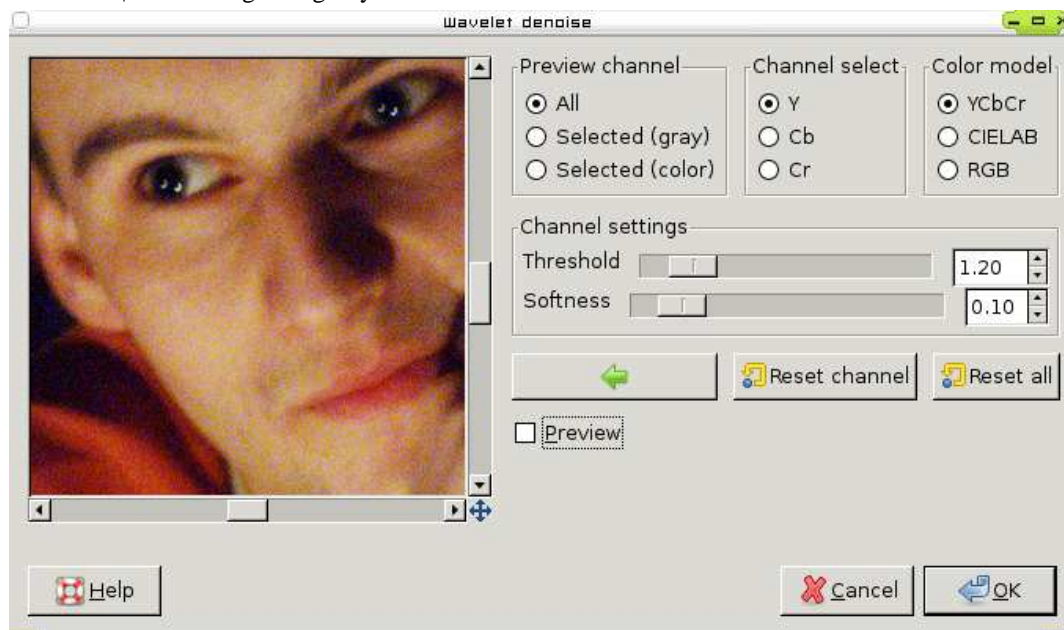 Wavelet denoise
Preview channel
All
Selected (gray)
Selected (color)
Channel select
Y
Cb
Cr
Color model
YCbCr
CIELAB
RGB
Channel settings
Threshold 1.20
Softness 0.10
Reset channel
Reset all
Preview
Help
Cancel
OK